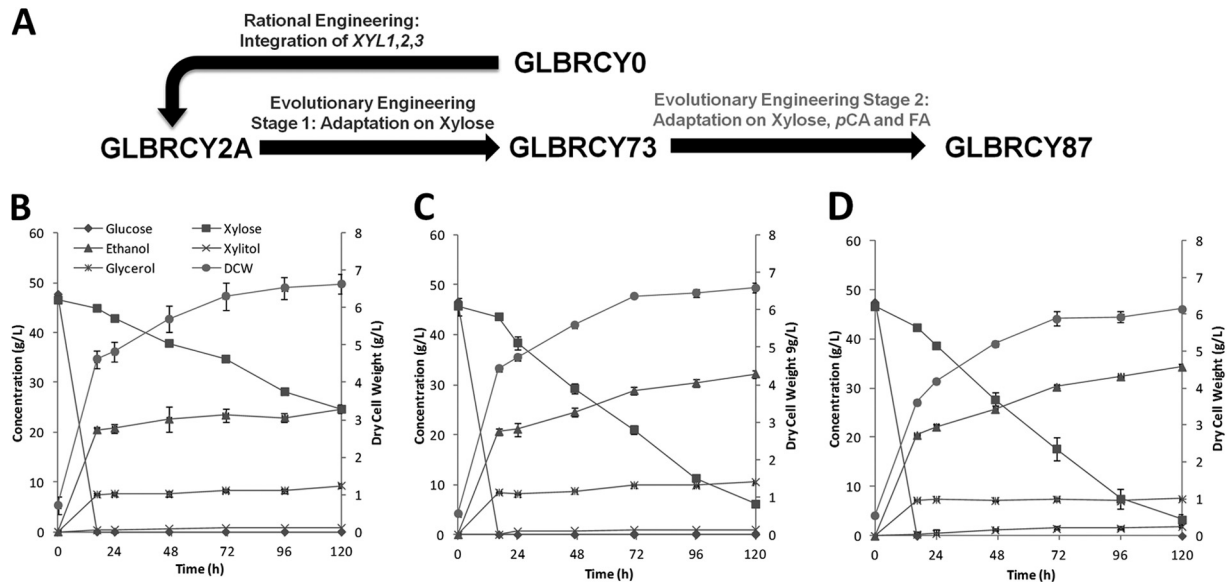 A
Rational Engineering:
Integration of XYL1,2,3
GLBRCY0
Evolutionary Engineering
Stage 1: Adaptation on Xylose
Evolutionary Engineering Stage 2:
Adaptation on Xylose, pCA and FA
GLBRCY2A
GLBRCY73
GLBRCY87
B
Glucose Xylose
Ethanol Xylitol
Glycerol DCW
60
50
40
30
20
10
0
Concentration (g/L)
8
7
6
5
4
3
2
1
0
Dry Cell Weight (g/L)
0 24 48 72 96 120
Time (h)
C
60
50
40
30
20
10
0
Concentration (g/L)
8
7
6
5
4
3
2
1
0
Dry Cell Weight 9g/L)
0 24 48 72 96 120
Time (h)
D
60
50
40
30
20
10
0
Concentration (g/L)
8
7
6
5
4
3
2
1
0
Dry Cell Weight (g/L)
0 24 48 72 96 120
Time (h)